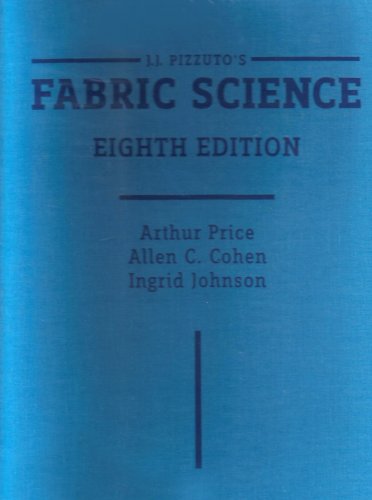 J.J. PIZZUTO'S
FABRIC SCIENCE
EIGHTH EDITION
Arthur Price
Allen C. Cohen
Ingrid Johnson